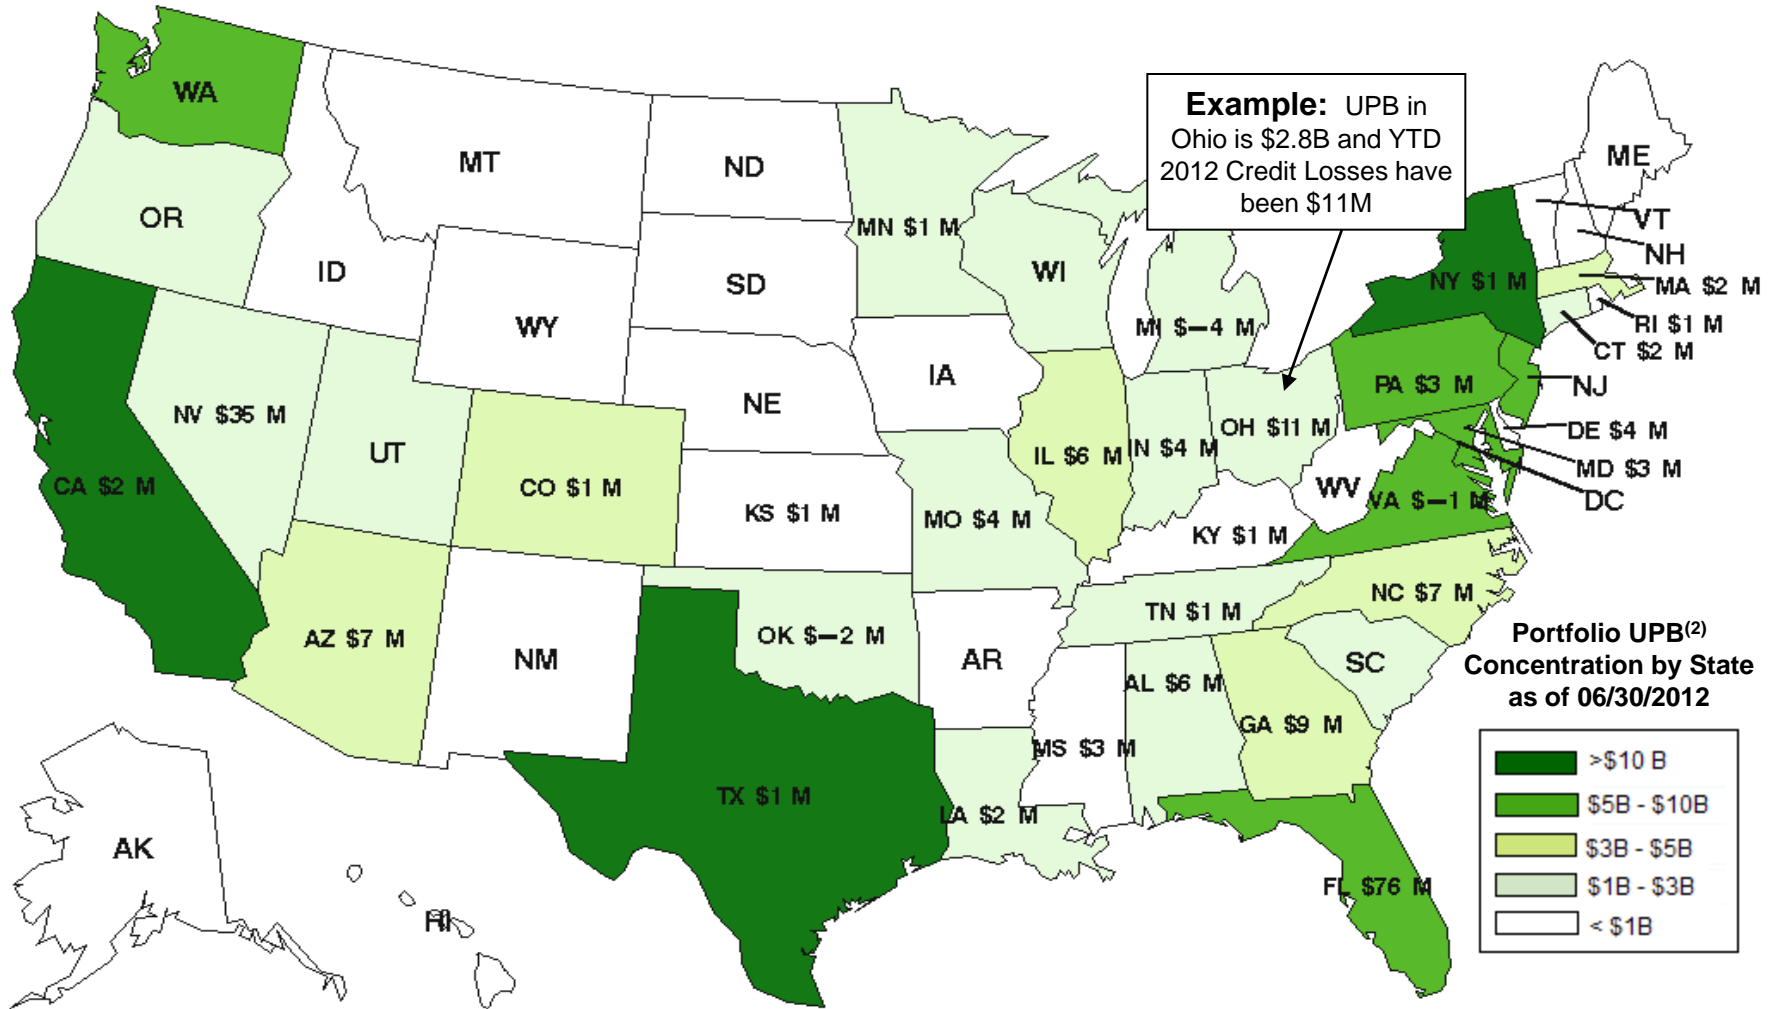 WA
MT
ND
ME
Example: UPB in
Ohio is $2.8B and YTD
2012 Credit Losses have
been $11M
OR
ID
SD
MN $1 M
WI
VT
NH
WY
MI $−4 M
NY $1 M
MA $2 M
RI $1 M
CT $2 M
NV $35 M
UT
CO $1 M
NE
IA
IL $6 M
IN $4 M
OH $11 M
PA $3 M
NJ
DE $4 M
MD $3 M
DC
CA $2 M
KS $1 M
MO $4 M
KY $1 M
WV
VA $−1 M
AZ $7 M
NM
OK $−2 M
AR
TN $1 M
NC $7 M
SC
TX $1 M
LA $2 M
MS $3 M
AL $6 M
GA $9 M
FL $76 M
AK
HI
Portfolio UPB(2)
Concentration by State
as of 06/30/2012
>$10 B
$5B - $10B
$3B - $5B
$1B - $3B
< $1B